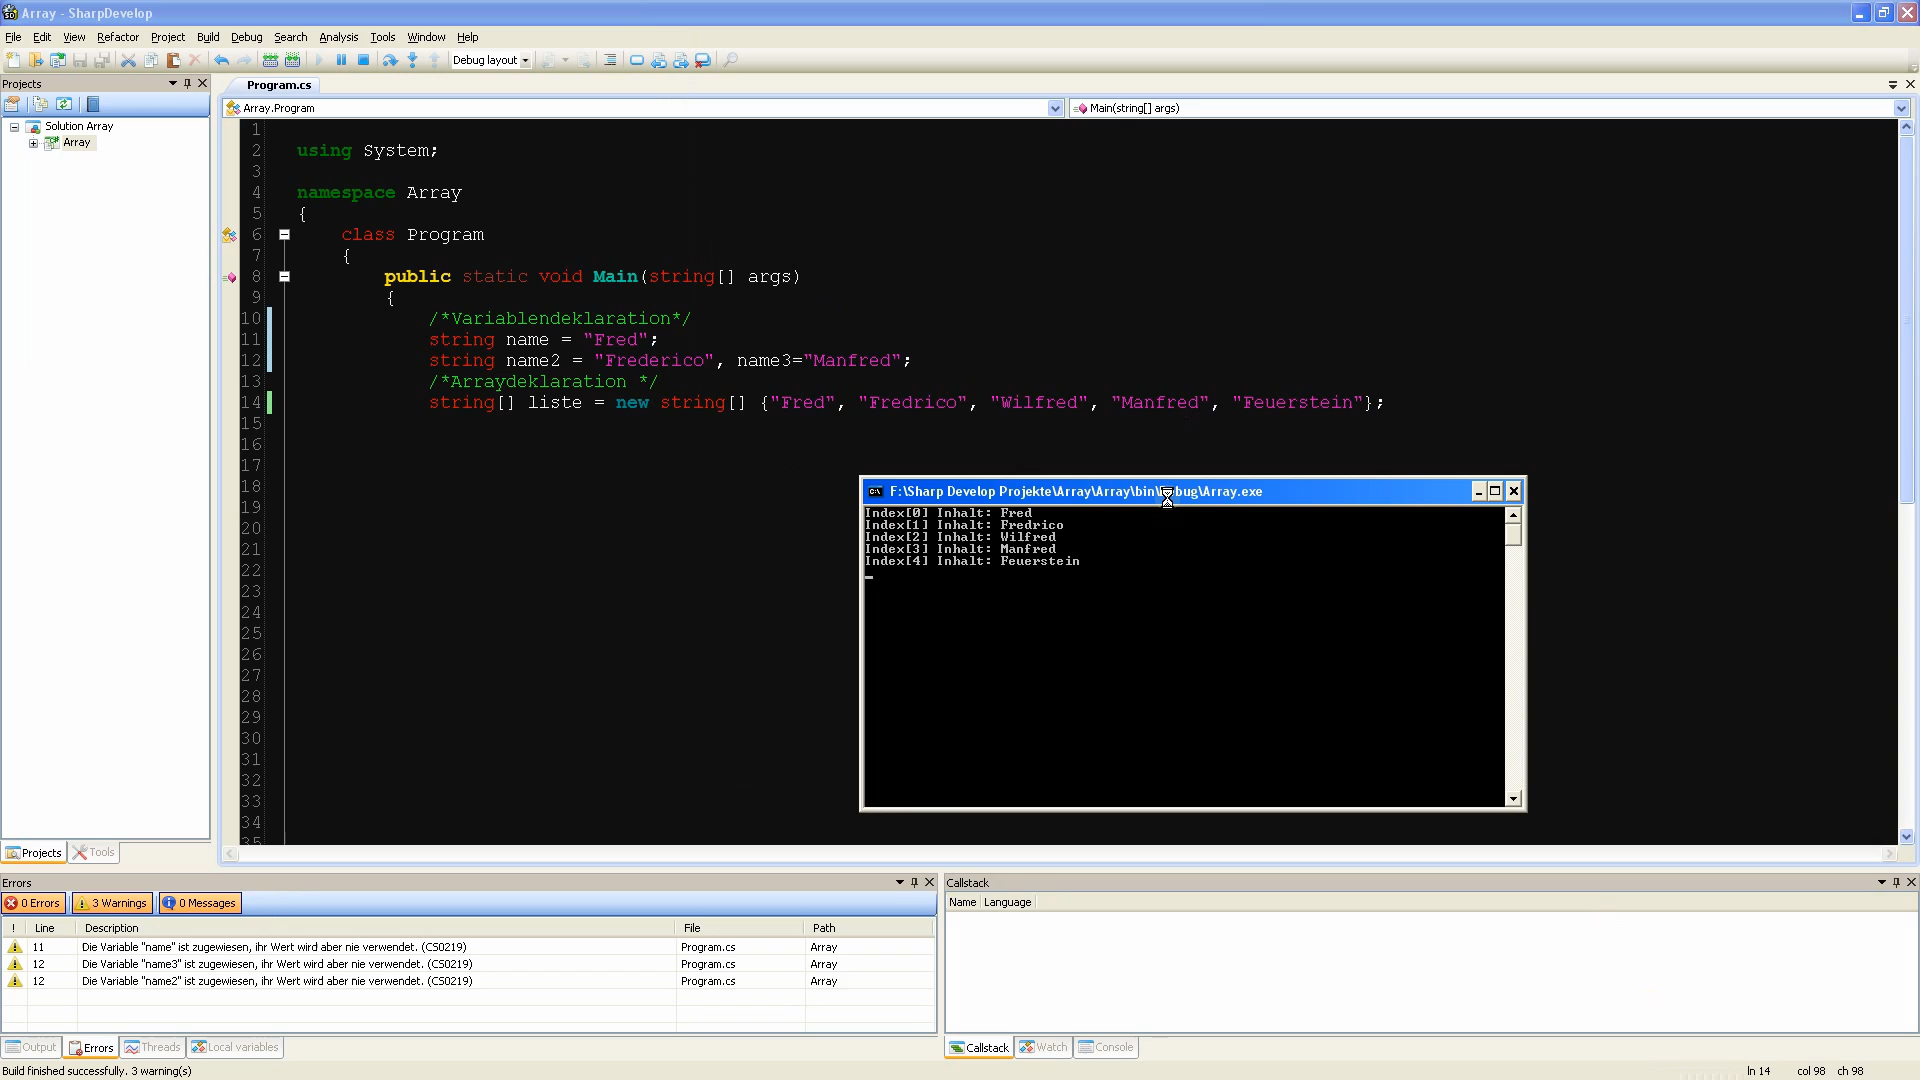 Array - SharpDevelop
File Edit View Refactor Project Build Debug Search Analysis Tools Window Help
Debug layout
Projects
Program.cs
Array.Program
Main(string[] args)
Solution Array
Array
1
2 using System;
3
4 namespace Array
5 {
6 class Program
7 {
8 public static void Main(string[] args)
9 {
10 /*Variablendeklaration*/
11 string name = "Fred";
12 string name2 = "Frederico", name3="Manfred";
13 /*Arraydeklaration */
14 string[] liste = new string[] {"Fred", "Fredrico", "Wilfred", "Manfred", "Feuerstein"};
15
16
17
18
19
20
21
22
23
24
25
26
27
28
29
30
31
32
33
34
35
F:\Sharp Develop Projekte\Array\Array\bin\Debug\Array.exe
Index[0] Inhalt: Fred
Index[1] Inhalt: Fredrico
Index[2] Inhalt: Wilfred
Index[3] Inhalt: Manfred
Index[4] Inhalt: Feuerstein
Projects Tools
Errors
0 Errors 3 Warnings 0 Messages
! Line Description File Path
11 Die Variable "name" ist zugewiesen, ihr Wert wird aber nie verwendet. (CS0219) Program.cs Array
12 Die Variable "name3" ist zugewiesen, ihr Wert wird aber nie verwendet. (CS0219) Program.cs Array
12 Die Variable "name2" ist zugewiesen, ihr Wert wird aber nie verwendet. (CS0219) Program.cs Array
Output Errors Threads Local variables
Callstack
Name Language
Callstack Watch Console
Build finished successfully. 3 warning(s)
ln 14 col 98 ch 98